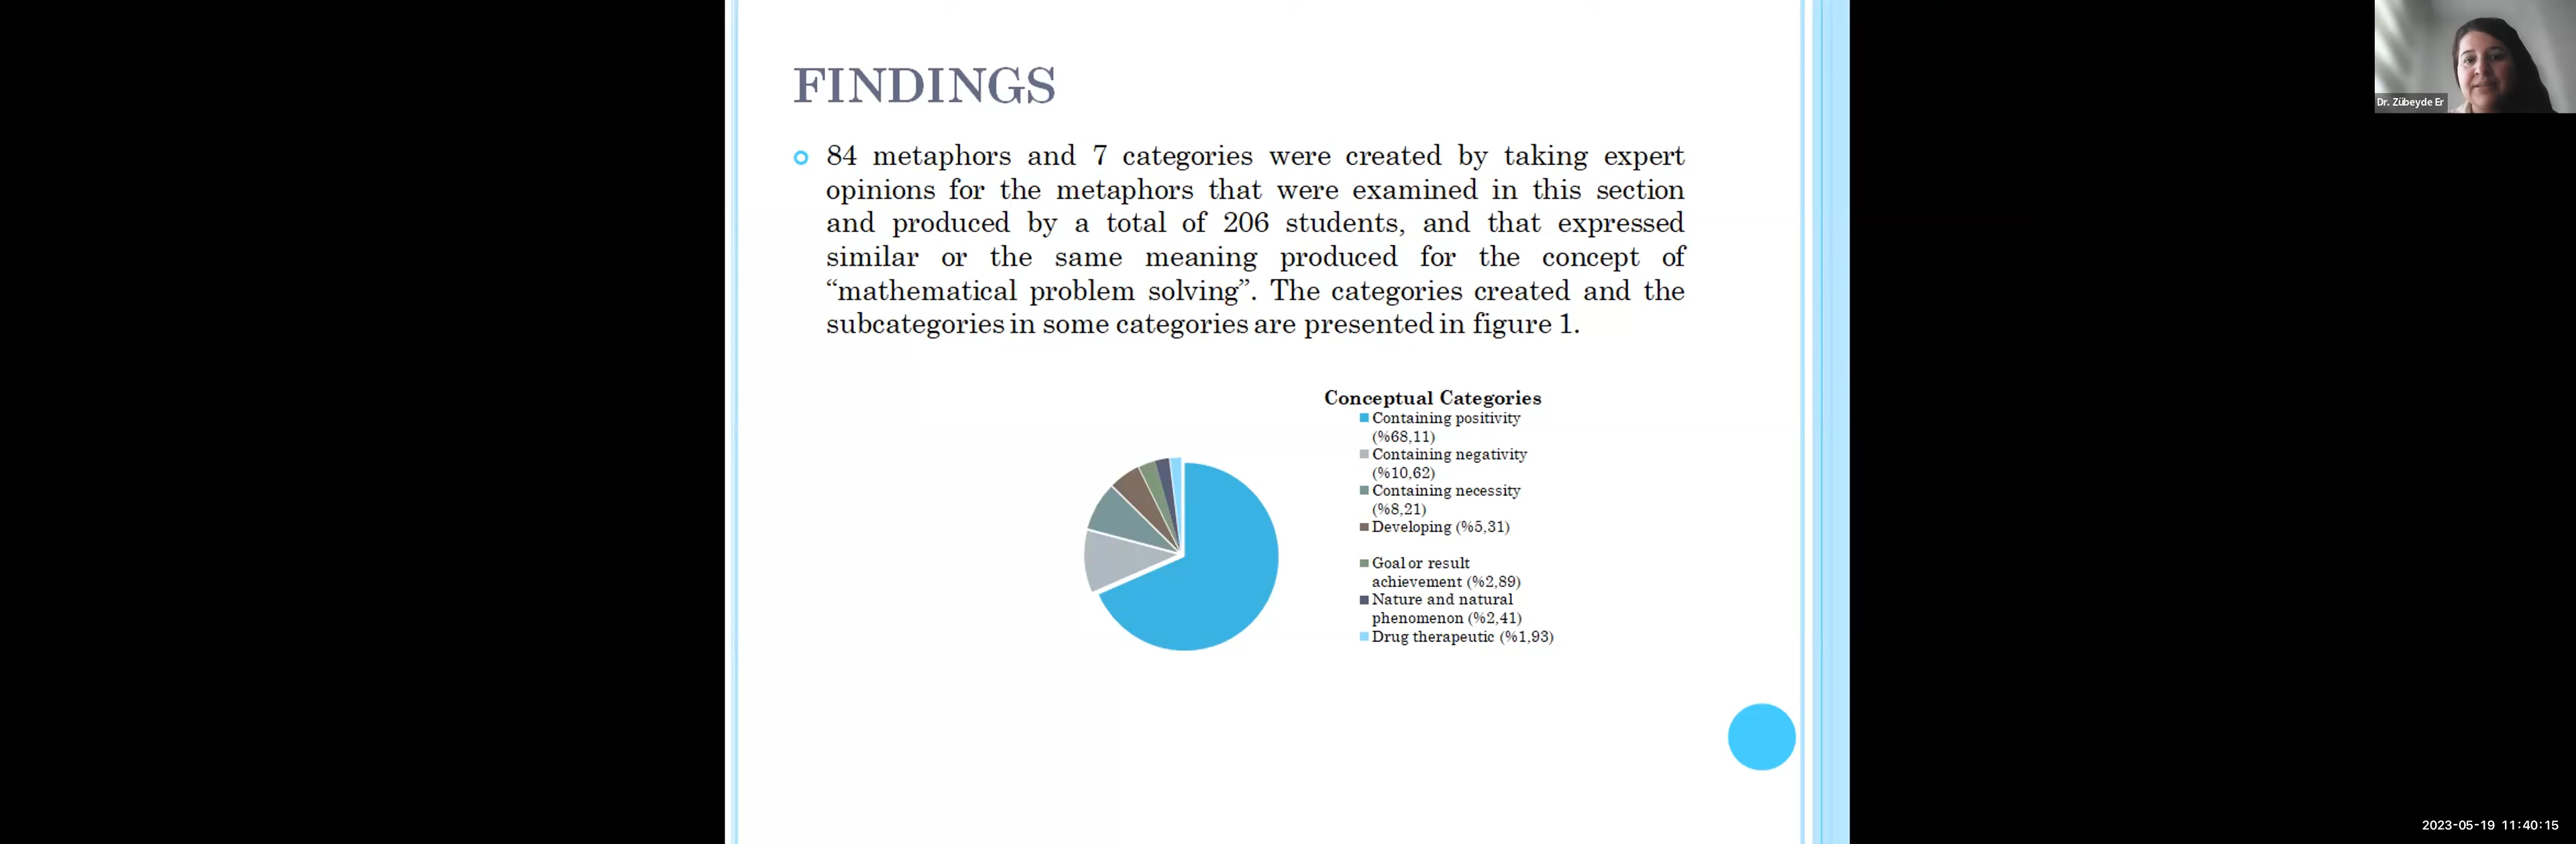 FINDINGS
84 metaphors and 7 categories were created by taking expert
opinions for the metaphors that were examined in this section
and produced by a total of 206 students, and that expressed
similar or the same meaning produced for the concept of
“mathematical problem solving”. The categories created and the
subcategories in some categories are presented in figure 1.
Conceptual Categories
Containing positivity
(%68,11)
Containing negativity
(%10,62)
Containing necessity
(%8,21)
Developing (%5,31)
Goal or result
achievement (%2,89)
Nature and natural
phenomenon (%2,41)
Drug therapeutic (%1,93)
Dr. Zübeyde Er
2023-05-19 11:40:15